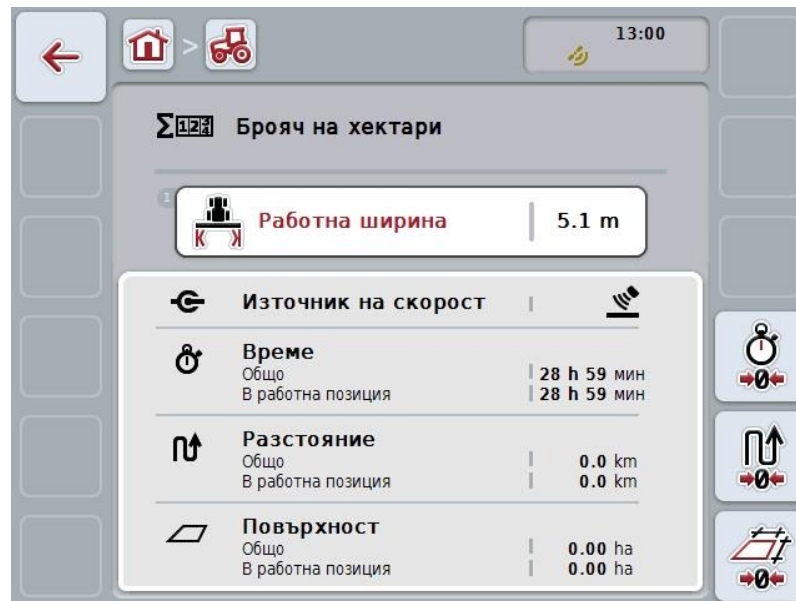 13:00
Брояч на хектари
1
Работна ширина 5.1 m
Източник на скорост
Време
Общо 28 h 59 мин
В работна позиция 28 h 59 мин
Разстояние
Общо 0.0 km
В работна позиция 0.0 km
Повърхност
Общо 0.00 ha
В работна позиция 0.00 ha